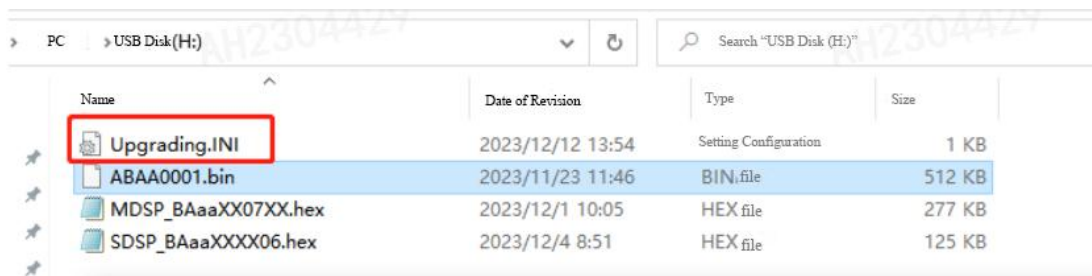 PC > USB Disk(H:) Search “USB Disk (H:)”
Name Date of Revision Type Size
Upgrading.INI 2023/12/12 13:54 Setting Configuration 1 KB
ABAA0001.bin 2023/11/23 11:46 BIN file 512 KB
MDSP_BAaaXX07XX.hex 2023/12/1 10:05 HEX file 277 KB
SDSP_BAaaXXXX06.hex 2023/12/4 8:51 HEX file 125 KB
AH2304429
AH2304429